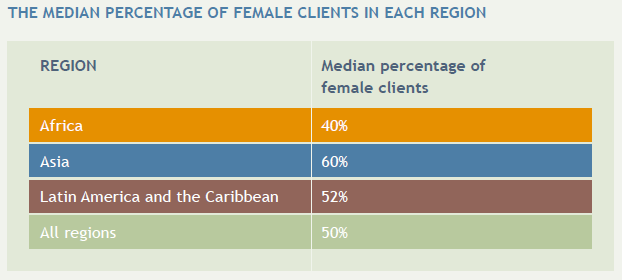 THE MEDIAN PERCENTAGE OF FEMALE CLIENTS IN EACH REGION
REGION
Median percentage of
female clients
Africa 40%
Asia 60%
Latin America and the Caribbean 52%
All regions 50%